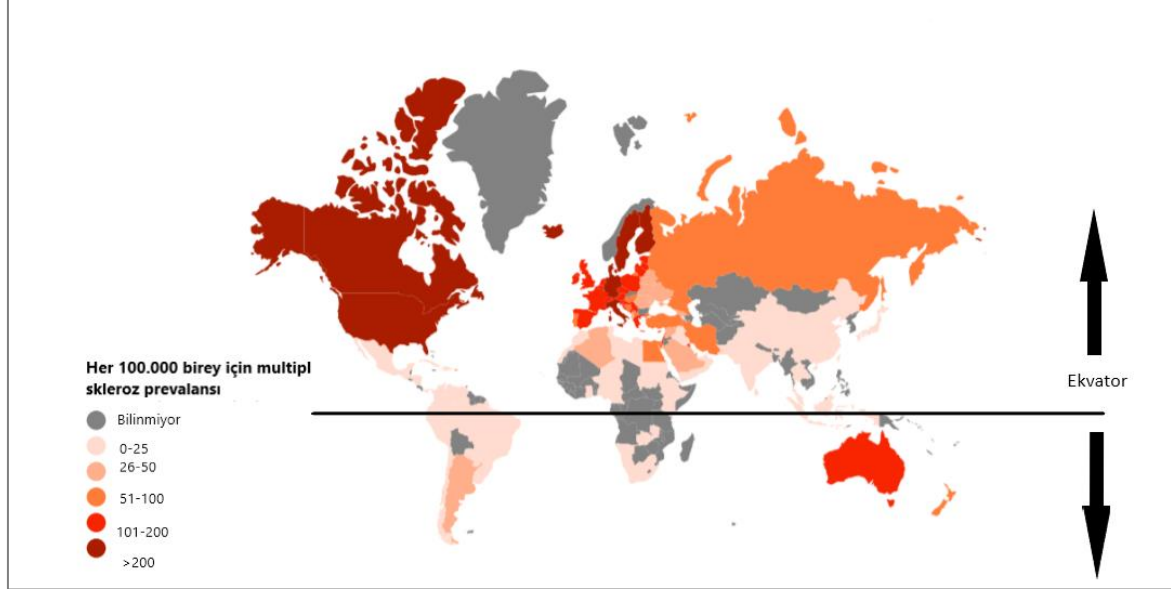 Her 100.000 birey için multipl
skleroz prevalansı
Bilinmiyor
0-25
26-50
51-100
101-200
>200
Ekvator